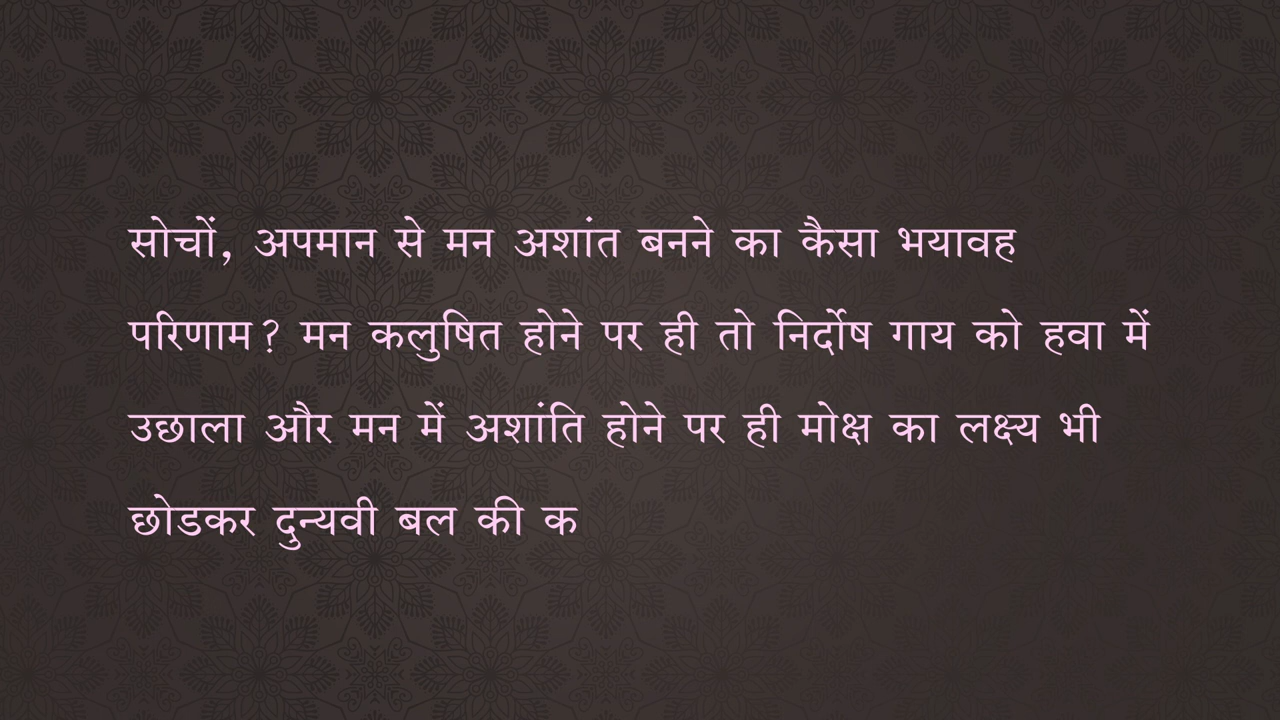 सोचों, अपमान से मन अशांत बनने का कैसा भयावह
परिणाम? मन कलुषित होने पर ही तो निर्दोष गाय को हवा में
उछाला और मन में अशांति होने पर ही मोक्ष का लक्ष्य भी
छोडकर दुन्यवी बल की क